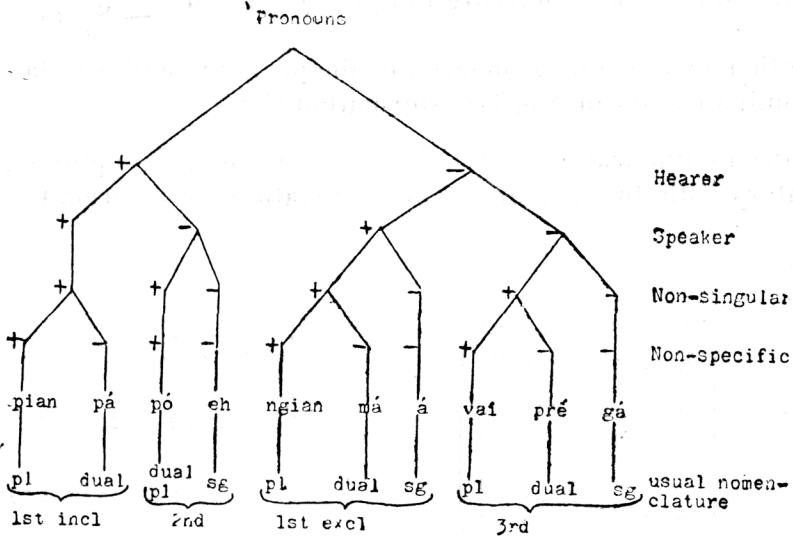 Pronouns
+ - Hearer
+ - + - Speaker
+ + - + - + - Non-singular
+ - + - + - - + - - Non-specific
pian pá pó eh ngian má á vaí pré gá
pl dual dual pl sg pl dual sg pl dual sg usual nomen-
clature
1st incl 2nd 1st excl 3rd